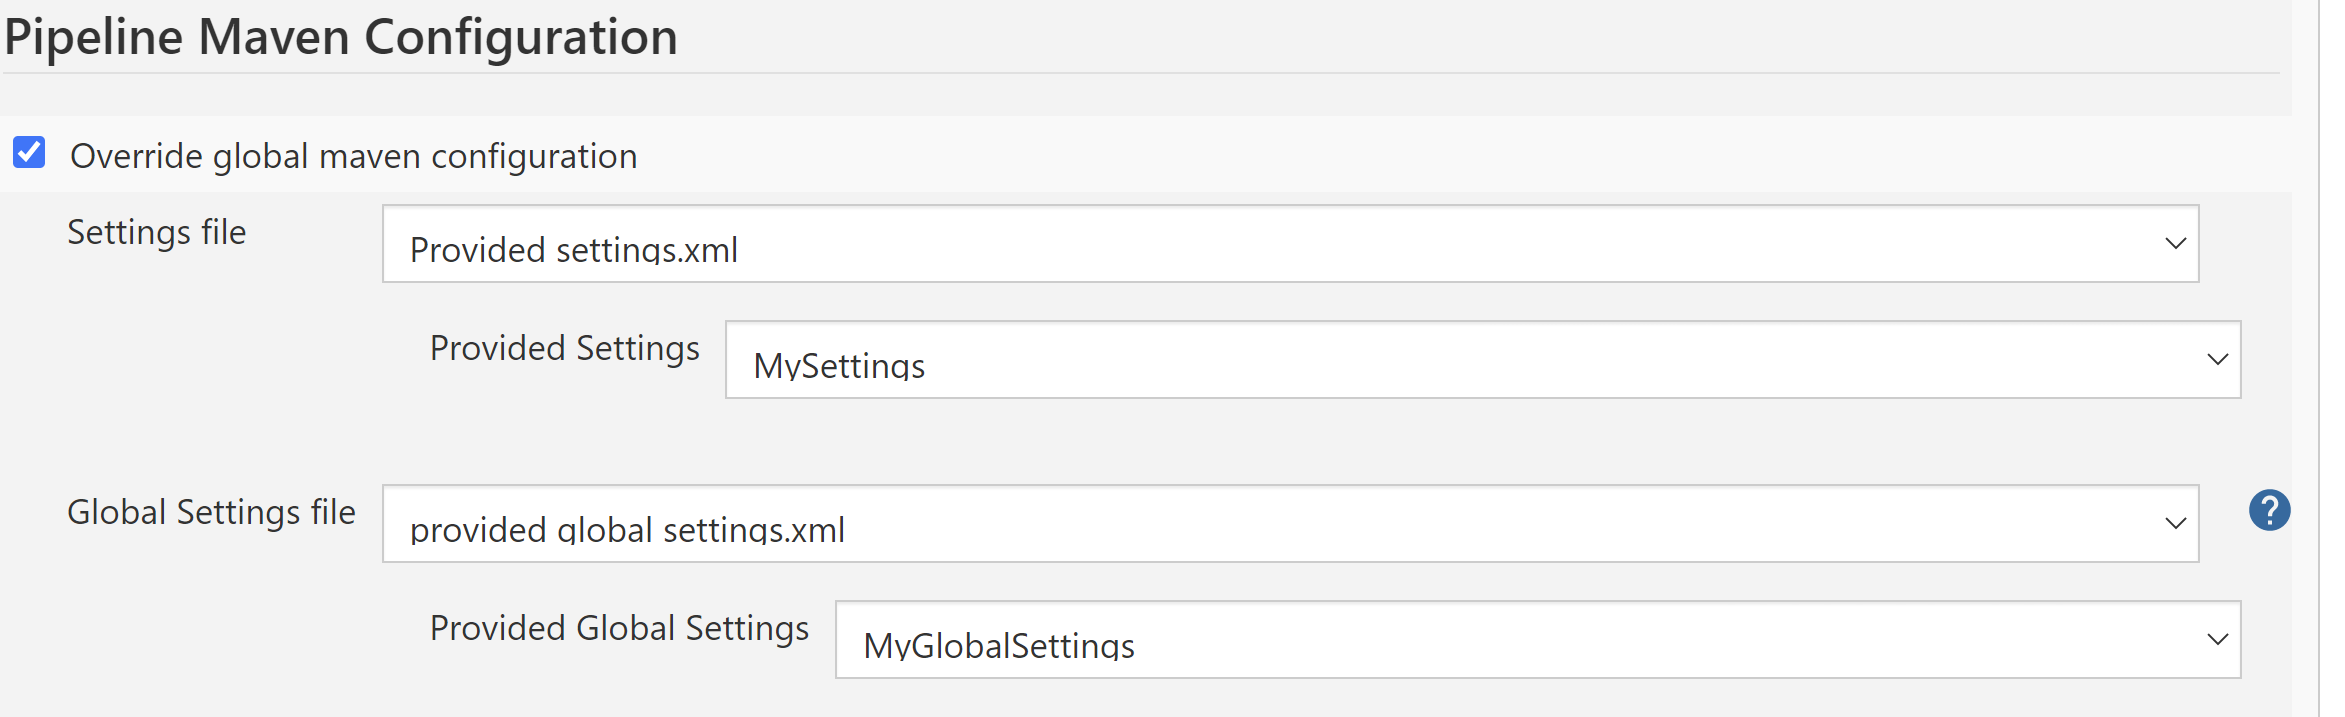 Pipeline Maven Configuration
Override global maven configuration
Settings file
Provided settings.xml
Provided Settings
MySettings
Global Settings file
provided global settings.xml
?
Provided Global Settings
MyGlobalSettings